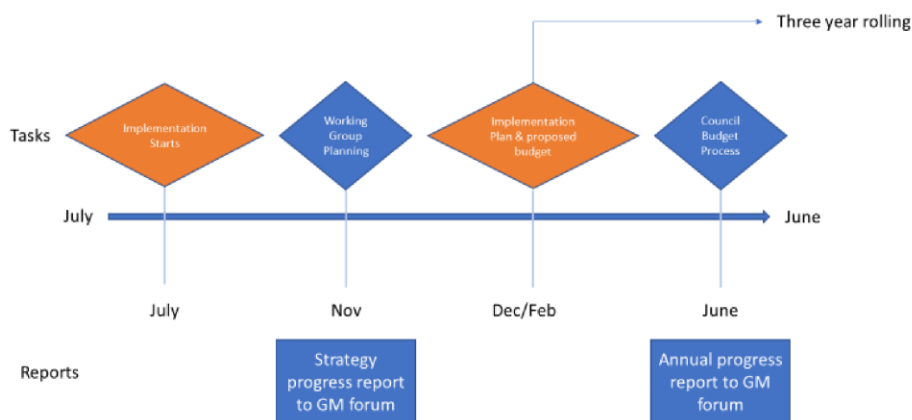 Three year rolling
Tasks
Implementation
Starts
Working
Group
Planning
Implementation
Plan & proposed
budget
Council
Budget
Process
July
June
July
Nov
Dec/Feb
June
Reports
Strategy
progress report
to GM forum
Annual progress
report to GM
forum